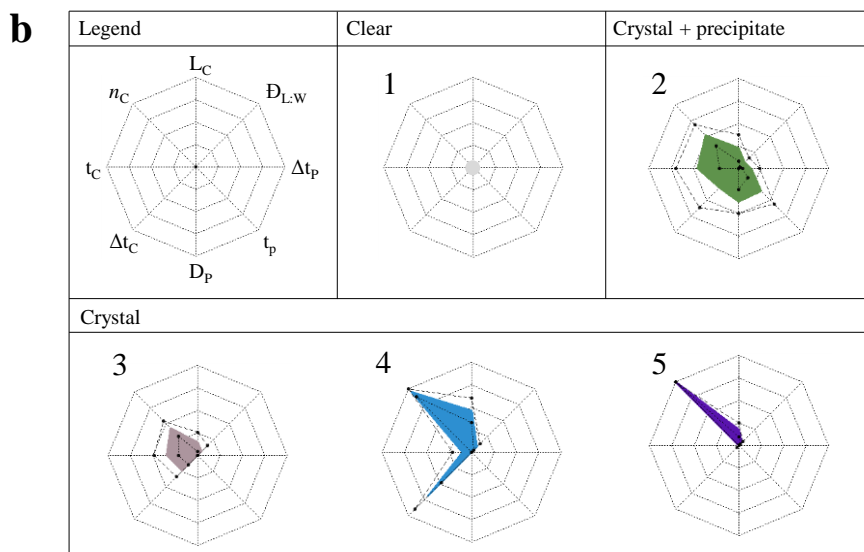 b
Legend
Clear
Crystal + precipitate
L_C
n_C
Đ_L:W
t_C
Δt_P
Δt_C
t_p
D_P
1
2
Crystal
3
4
5